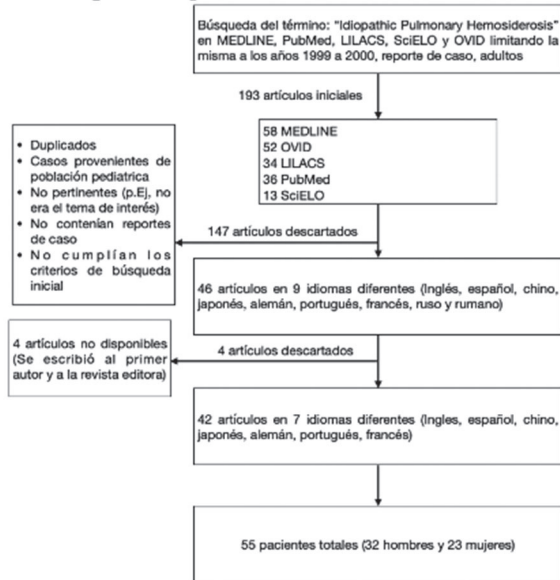 Búsqueda del término: "Idiopathic Pulmonary Hemosiderosis"
en MEDLINE, PubMed, LILACS, SciELO y OVID limitando la
misma a los años 1999 a 2000, reporte de caso, adultos
193 artículos iniciales
58 MEDLINE
52 OVID
34 LILACS
36 PubMed
13 SciELO
• Duplicados
• Casos provenientes de
población pediatrica
• No pertinentes (p.Ej, no
era el tema de interés)
• No contenían reportes
de caso
• No cumplían los
criterios de búsqueda
inicial
147 artículos descartados
46 artículos en 9 idiomas diferentes (Inglés, español, chino,
japonés, alemán, portugués, francés, ruso y rumano)
4 artículos no disponibles
(Se escribió al primer
autor y a la revista editora)
4 artículos descartados
42 artículos en 7 idiomas diferentes (Ingles, español, chino,
japonés, alemán, portugués, francés)
55 pacientes totales (32 hombres y 23 mujeres)